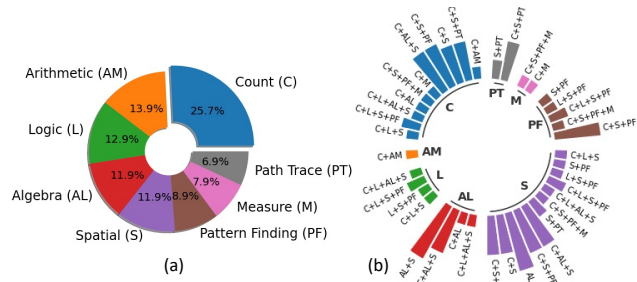 Arithmetic (AM)
13.9%
Count (C)
25.7%
Logic (L)
12.9%
6.9%
Path Trace (PT)
Algebra (AL)
11.9%
7.9%
Measure (M)
11.9%
8.9%
Spatial (S)
Pattern Finding (PF)
(a)
C
C+AL+S
C+S+PF
C+S
C+S+PT
C+AM
C+M
C+S+PF+M
C+AL
C+L+AL+S
C+L+S+PF
C+L+S
PT
S+PT
C+S+PT
M
C+S+PF+M
C+M
PF
S+PF
L+S+PF
C+L+S+PF
C+S+PF+M
C+S+PF
AM
C+AM
L
C+L+AL+S
C+L+S+PF
L+S+PF
C+L+S
AL
AL+S
C+AL+S
C+AL
C+L+AL+S
S
C+L+S
S+PF
L+S+PF
C+L+S+PF
C+L+AL+S
C+S+PF+M
S+PT
C+AL+S
C+S+PF
AL
C+S
C+S+
(b)